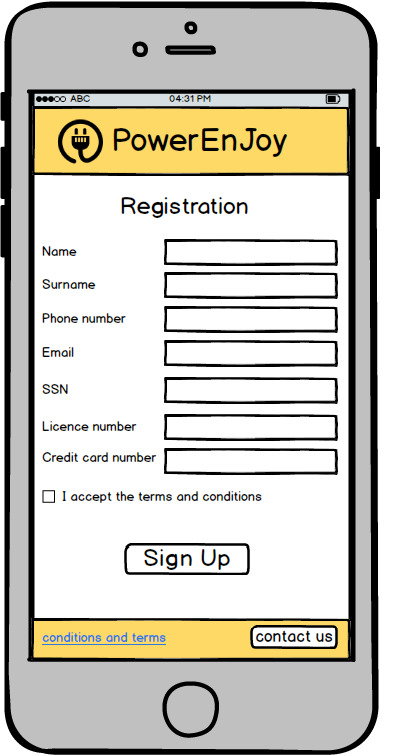 ABC 04:31 PM
PowerEnJoy
Registration
Name
Surname
Phone number
Email
SSN
Licence number
Credit card number
I accept the terms and conditions
Sign Up
conditions and terms contact us